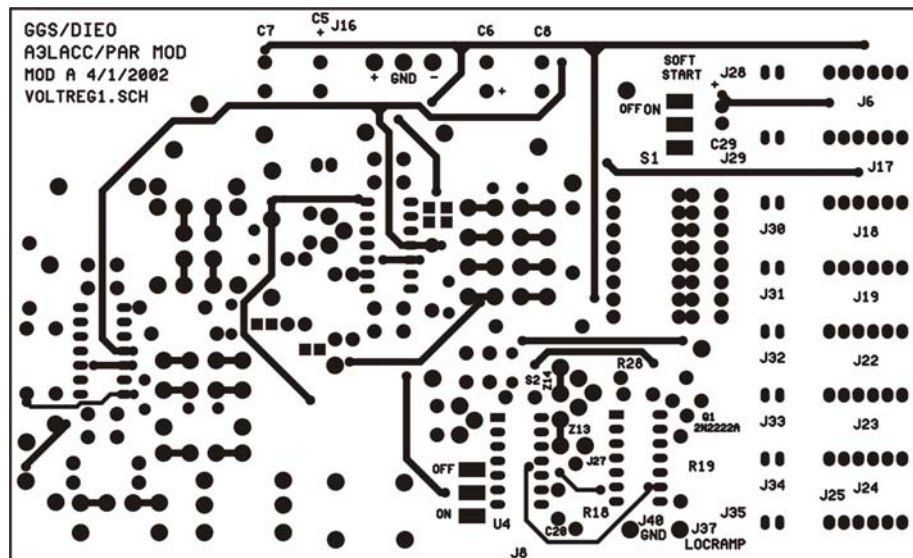 GGS/DIEO
A3LACC/PAR MOD
MOD A 4/1/2002
VOLTREG1.SCH
C7
C5
+
J16
C6
C8
+ GND -
+
SOFT
START
J28
+
OFF ON
J6
C29
S1
J29
J17
J30
J18
J31
J19
J32
J22
R28
S2
Z14
J33
J23
Q1
2N2222A
Z13
J27
R19
OFF
ON
J34
J24
J25
U4
C20
R18
J40
GND
J37
LOCRAMP
J35
J8